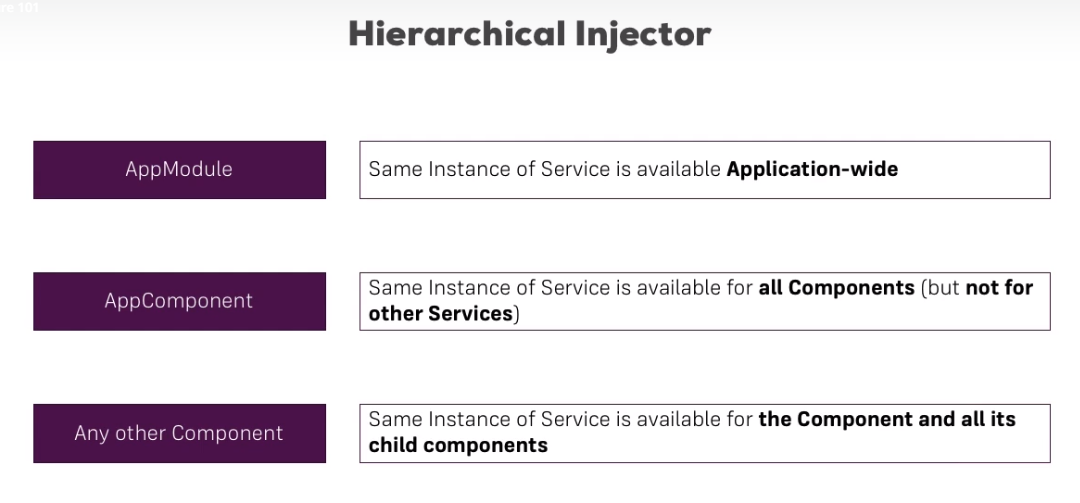 re 101
Hierarchical Injector
AppModule
Same Instance of Service is available Application-wide
AppComponent
Same Instance of Service is available for all Components (but not for
other Services)
Any other Component
Same Instance of Service is available for the Component and all its
child components